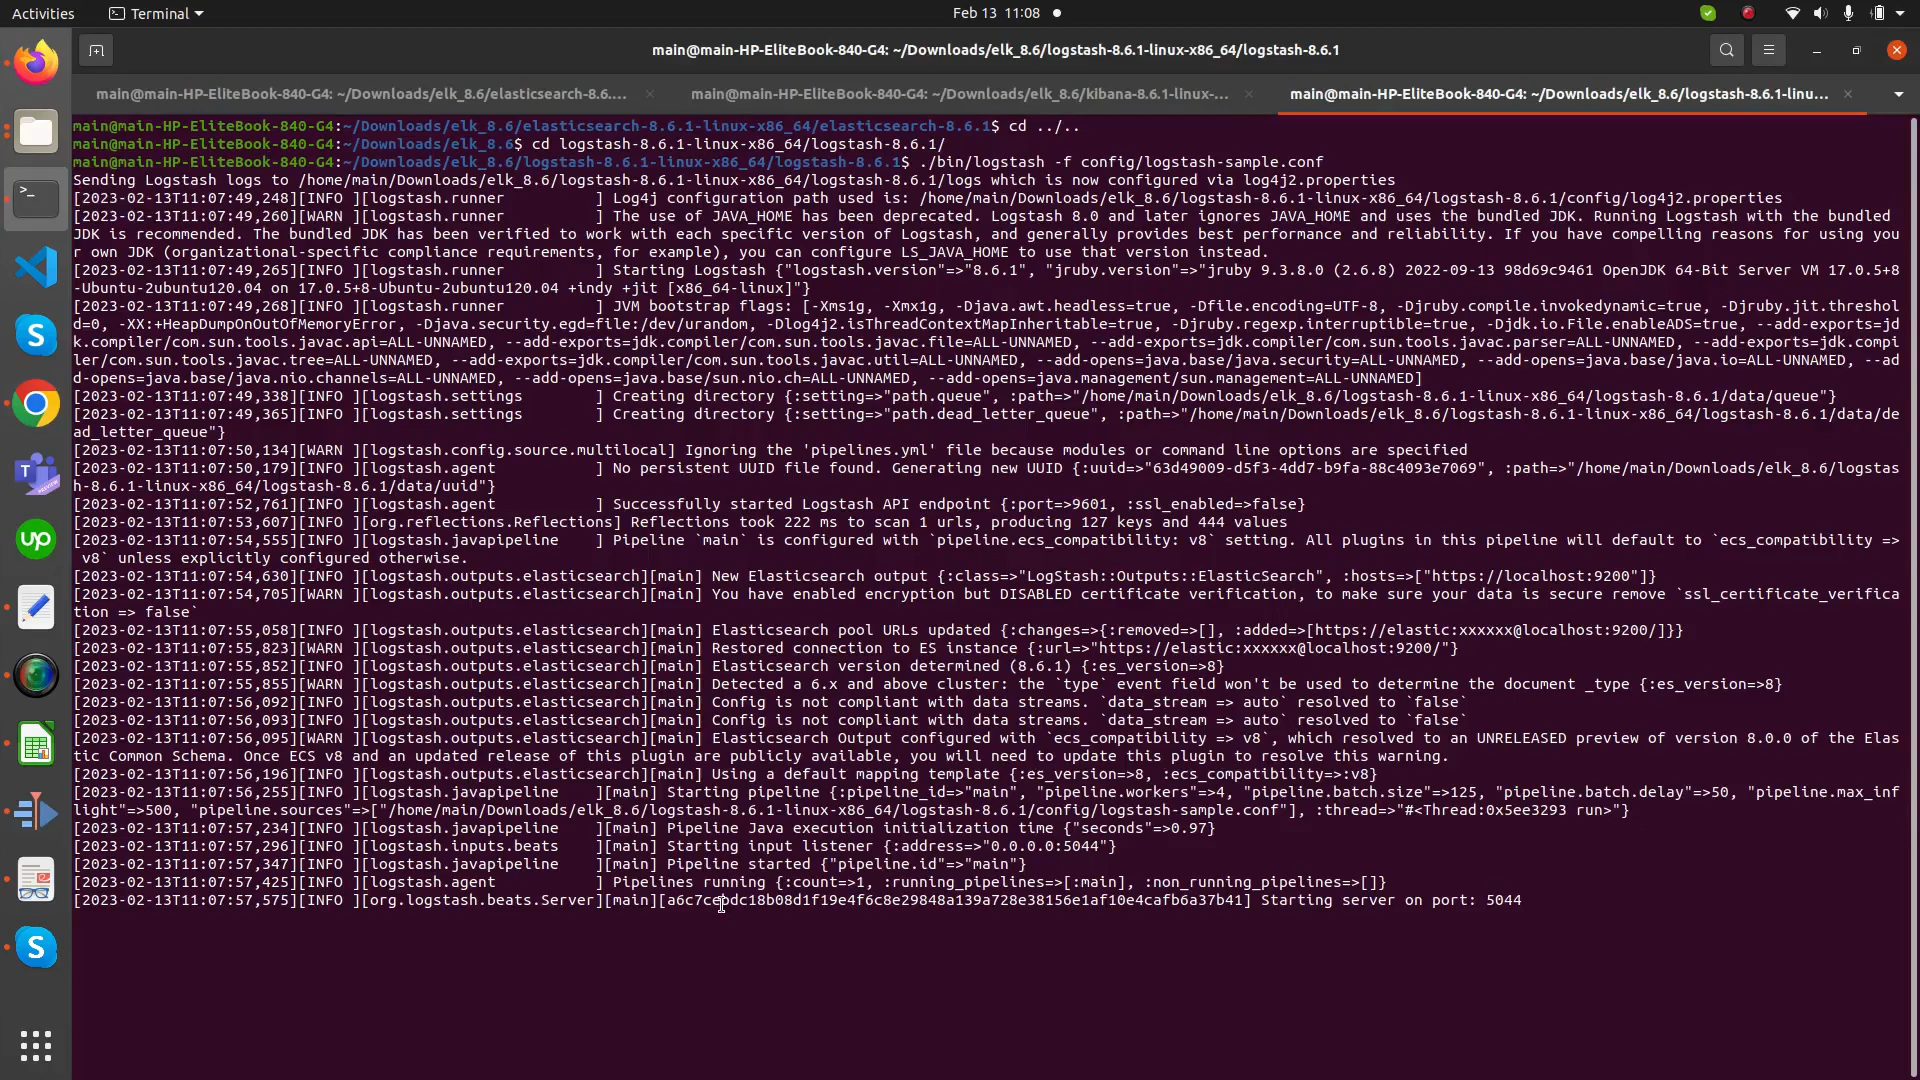 Activities
Terminal
Feb 13 11:08
main@main-HP-EliteBook-840-G4: ~/Downloads/elk_8.6/logstash-8.6.1-linux-x86_64/logstash-8.6.1
main@main-HP-EliteBook-840-G4: ~/Downloads/elk_8.6/elasticsearch-8.6....
main@main-HP-EliteBook-840-G4: ~/Downloads/elk_8.6/kibana-8.6.1-linux-...
main@main-HP-EliteBook-840-G4: ~/Downloads/elk_8.6/logstash-8.6.1-linu...
main@main-HP-EliteBook-840-G4:~/Downloads/elk_8.6/elasticsearch-8.6.1-linux-x86_64/elasticsearch-8.6.1$ cd ../..
main@main-HP-EliteBook-840-G4:~/Downloads/elk_8.6$ cd logstash-8.6.1-linux-x86_64/logstash-8.6.1/
main@main-HP-EliteBook-840-G4:~/Downloads/elk_8.6/logstash-8.6.1-linux-x86_64/logstash-8.6.1$ ./bin/logstash -f config/logstash-sample.conf
Sending Logstash logs to /home/main/Downloads/elk_8.6/logstash-8.6.1-linux-x86_64/logstash-8.6.1/logs which is now configured via log4j2.properties
[2023-02-13T11:07:49,248][INFO ][logstash.runner          ] Log4j configuration path used is: /home/main/Downloads/elk_8.6/logstash-8.6.1-linux-x86_64/logstash-8.6.1/config/log4j2.properties
[2023-02-13T11:07:49,260][WARN ][logstash.runner          ] The use of JAVA_HOME has been deprecated. Logstash 8.0 and later ignores JAVA_HOME and uses the bundled JDK. Running Logstash with the bundled
JDK is recommended. The bundled JDK has been verified to work with each specific version of Logstash, and generally provides best performance and reliability. If you have compelling reasons for using you
r own JDK (organizational-specific compliance requirements, for example), you can configure LS_JAVA_HOME to use that version instead.
[2023-02-13T11:07:49,265][INFO ][logstash.runner          ] Starting Logstash {"logstash.version"=>"8.6.1", "jruby.version"=>"jruby 9.3.8.0 (2.6.8) 2022-09-13 98d69c9461 OpenJDK 64-Bit Server VM 17.0.5+8
-Ubuntu-2ubuntu120.04 on 17.0.5+8-Ubuntu-2ubuntu120.04 +indy +jit [x86_64-linux]"}
[2023-02-13T11:07:49,268][INFO ][logstash.runner          ] JVM bootstrap flags: [-Xms1g, -Xmx1g, -Djava.awt.headless=true, -Dfile.encoding=UTF-8, -Djruby.compile.invokedynamic=true, -Djruby.jit.threshol
d=0, -XX:+HeapDumpOnOutOfMemoryError, -Djava.security.egd=file:/dev/urandom, -Dlog4j2.isThreadContextMapInheritable=true, -Djruby.regexp.interruptible=true, -Djdk.io.File.enableADS=true, --add-exports=jd
k.compiler/com.sun.tools.javac.api=ALL-UNNAMED, --add-exports=jdk.compiler/com.sun.tools.javac.file=ALL-UNNAMED, --add-exports=jdk.compiler/com.sun.tools.javac.parser=ALL-UNNAMED, --add-exports=jdk.compi
ler/com.sun.tools.javac.tree=ALL-UNNAMED, --add-exports=jdk.compiler/com.sun.tools.javac.util=ALL-UNNAMED, --add-opens=java.base/java.security=ALL-UNNAMED, --add-opens=java.base/java.io=ALL-UNNAMED, --ad
d-opens=java.base/java.nio.channels=ALL-UNNAMED, --add-opens=java.base/sun.nio.ch=ALL-UNNAMED, --add-opens=java.management/sun.management=ALL-UNNAMED]
[2023-02-13T11:07:49,338][INFO ][logstash.settings        ] Creating directory {:setting=>"path.queue", :path=>"/home/main/Downloads/elk_8.6/logstash-8.6.1-linux-x86_64/logstash-8.6.1/data/queue"}
[2023-02-13T11:07:49,365][INFO ][logstash.settings        ] Creating directory {:setting=>"path.dead_letter_queue", :path=>"/home/main/Downloads/elk_8.6/logstash-8.6.1-linux-x86_64/logstash-8.6.1/data/de
ad_letter_queue"}
[2023-02-13T11:07:50,134][WARN ][logstash.config.source.multilocal] Ignoring the 'pipelines.yml' file because modules or command line options are specified
[2023-02-13T11:07:50,179][INFO ][logstash.agent           ] No persistent UUID file found. Generating new UUID {:uuid=>"63d49009-d5f3-4dd7-b9fa-88c4093e7069", :path=>"/home/main/Downloads/elk_8.6/logstas
h-8.6.1-linux-x86_64/logstash-8.6.1/data/uuid"}
[2023-02-13T11:07:52,761][INFO ][logstash.agent           ] Successfully started Logstash API endpoint {:port=>9601, :ssl_enabled=>false}
[2023-02-13T11:07:53,607][INFO ][org.reflections.Reflections] Reflections took 222 ms to scan 1 urls, producing 127 keys and 444 values
[2023-02-13T11:07:54,555][INFO ][logstash.javapipeline    ] Pipeline `main` is configured with `pipeline.ecs_compatibility: v8` setting. All plugins in this pipeline will default to `ecs_compatibility =>
 v8` unless explicitly configured otherwise.
[2023-02-13T11:07:54,630][INFO ][logstash.outputs.elasticsearch][main] New Elasticsearch output {:class=>"LogStash::Outputs::ElasticSearch", :hosts=>["https://localhost:9200"]}
[2023-02-13T11:07:54,705][WARN ][logstash.outputs.elasticsearch][main] You have enabled encryption but DISABLED certificate verification, to make sure your data is secure remove `ssl_certificate_verifica
tion => false`
[2023-02-13T11:07:55,058][INFO ][logstash.outputs.elasticsearch][main] Elasticsearch pool URLs updated {:changes=>{:removed=>[], :added=>[https://elastic:xxxxxx@localhost:9200/]}}
[2023-02-13T11:07:55,823][WARN ][logstash.outputs.elasticsearch][main] Restored connection to ES instance {:url=>"https://elastic:xxxxxx@localhost:9200/"}
[2023-02-13T11:07:55,852][INFO ][logstash.outputs.elasticsearch][main] Elasticsearch version determined (8.6.1) {:es_version=>8}
[2023-02-13T11:07:55,855][WARN ][logstash.outputs.elasticsearch][main] Detected a 6.x and above cluster: the `type` event field won't be used to determine the document _type {:es_version=>8}
[2023-02-13T11:07:56,092][INFO ][logstash.outputs.elasticsearch][main] Config is not compliant with data streams. `data_stream => auto` resolved to `false`
[2023-02-13T11:07:56,093][INFO ][logstash.outputs.elasticsearch][main] Config is not compliant with data streams. `data_stream => auto` resolved to `false`
[2023-02-13T11:07:56,095][WARN ][logstash.outputs.elasticsearch][main] Elasticsearch Output configured with `ecs_compatibility => v8`, which resolved to an UNRELEASED preview of version 8.0.0 of the Elas
tic Common Schema. Once ECS v8 and an updated release of this plugin are publicly available, you will need to update this plugin to resolve this warning.
[2023-02-13T11:07:56,196][INFO ][logstash.outputs.elasticsearch][main] Using a default mapping template {:es_version=>8, :ecs_compatibility=>:v8}
[2023-02-13T11:07:56,255][INFO ][logstash.javapipeline    ][main] Starting pipeline {:pipeline_id=>"main", "pipeline.workers"=>4, "pipeline.batch.size"=>125, "pipeline.batch.delay"=>50, "pipeline.max_inf
light"=>500, "pipeline.sources"=>["/home/main/Downloads/elk_8.6/logstash-8.6.1-linux-x86_64/logstash-8.6.1/config/logstash-sample.conf"], :thread=>"#<Thread:0x5ee3293 run>"}
[2023-02-13T11:07:57,234][INFO ][logstash.javapipeline    ][main] Pipeline Java execution initialization time {"seconds"=>0.97}
[2023-02-13T11:07:57,296][INFO ][logstash.inputs.beats    ][main] Starting input listener {:address=>"0.0.0.0:5044"}
[2023-02-13T11:07:57,347][INFO ][logstash.javapipeline    ][main] Pipeline started {"pipeline.id"=>"main"}
[2023-02-13T11:07:57,425][INFO ][logstash.agent           ] Pipelines running {:count=>1, :running_pipelines=>[:main], :non_running_pipelines=>[]}
[2023-02-13T11:07:57,575][INFO ][org.logstash.beats.Server][main] Starting server on port: 5044